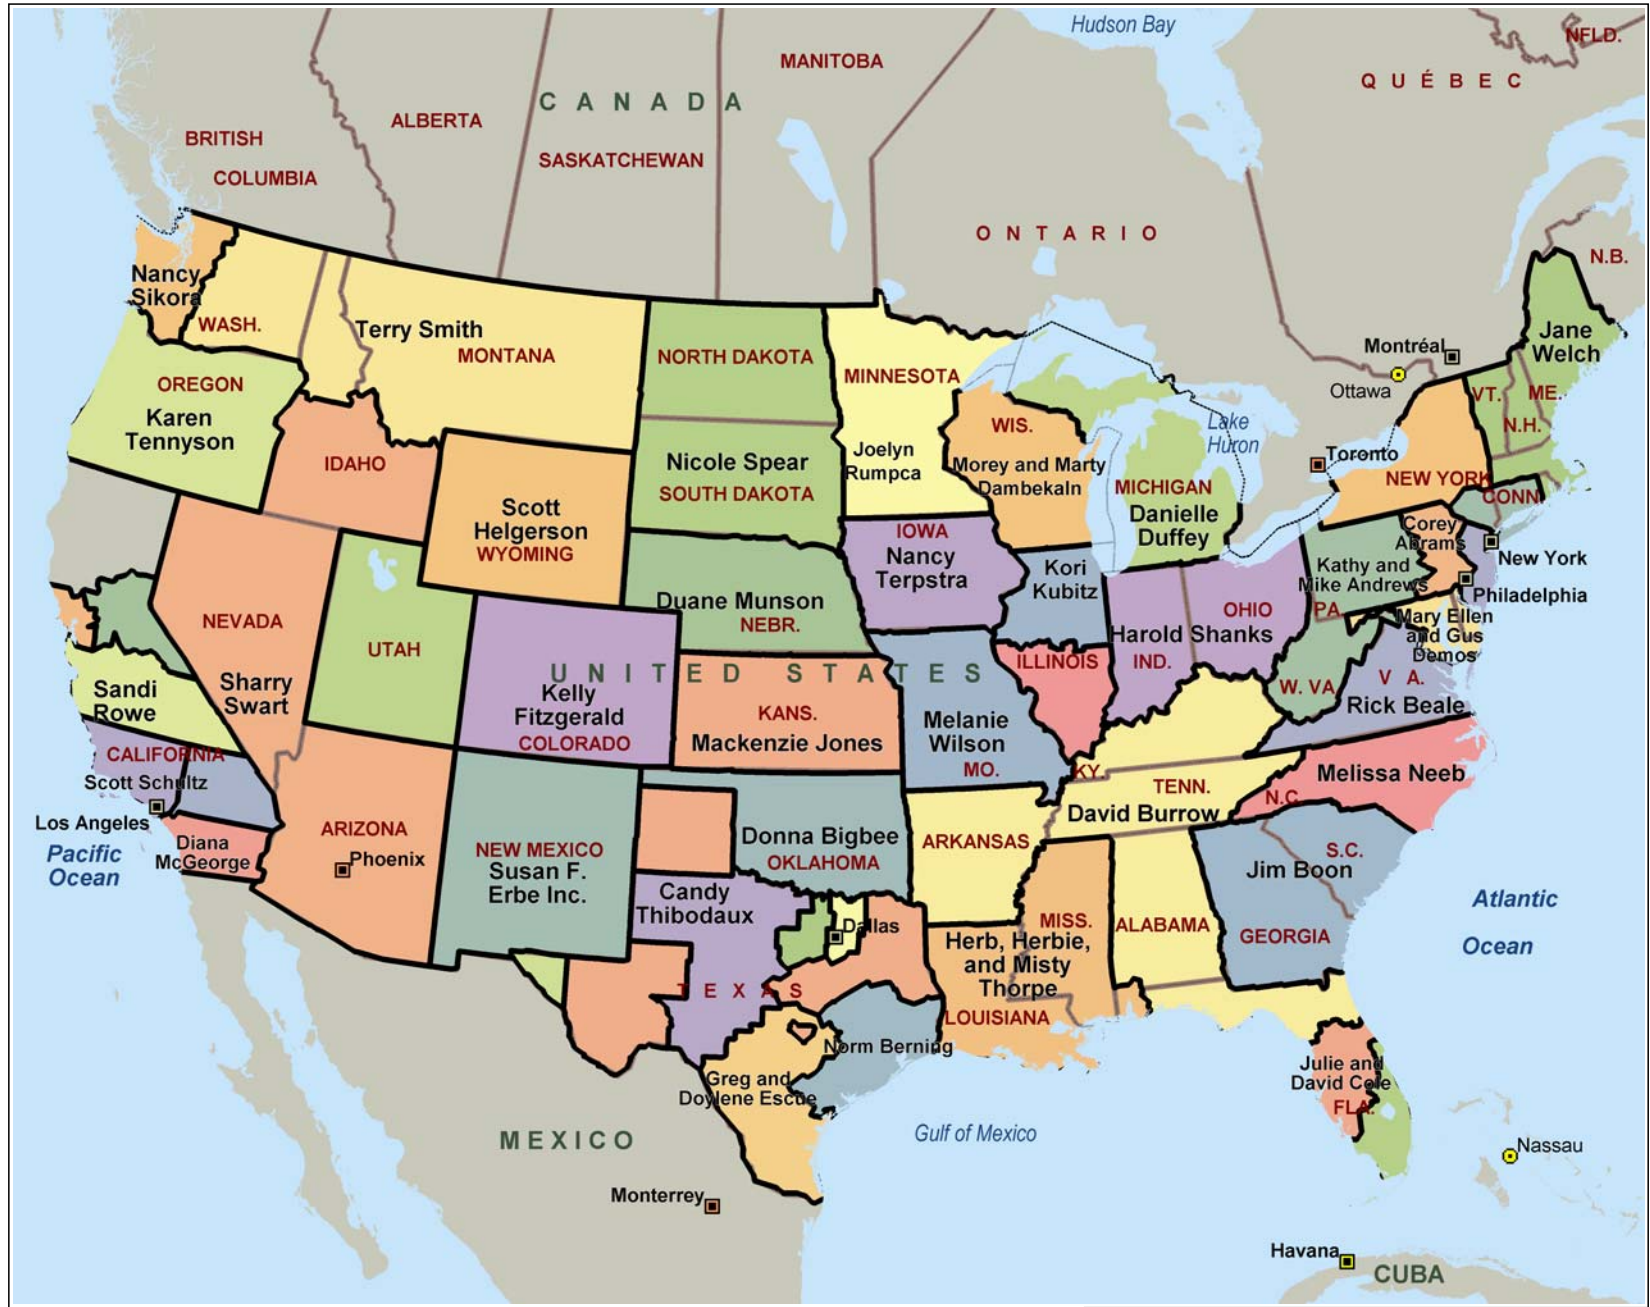 Hudson Bay
NFLD.
MANITOBA
QUÉBEC
CANADA
ALBERTA
BRITISH
COLUMBIA
SASKATCHEWAN
ONTARIO
N.B.
Nancy
Sikora
WASH.
Terry Smith
MONTANA
NORTH DAKOTA
MINNESOTA
Montréal
Ottawa
Jane
Welch
VT.
ME.
N.H.
OREGON
Karen
Tennyson
IDAHO
Nicole Spear
SOUTH DAKOTA
Joelyn
Rumpca
WIS.
Morey and Marty
Dambekaln
Lake
Huron
MICHIGAN
Danielle
Duffey
Toronto
NEW YORK
CONN.
Scott
Helgerson
WYOMING
IOWA
Nancy
Terpstra
Kori
Kubitz
Corey
Abrams
New York
Kathy and
Mike Andrews
PA.
Philadelphia
Duane Munson
NEBR.
OHIO
Harold Shanks
IND.
Mary Ellen
and Gus
Demos
NEVADA
UTAH
UNITED STATES
ILLINOIS
Sandi
Rowe
Sharry
Swart
Kelly
Fitzgerald
COLORADO
KANS.
Mackenzie Jones
Melanie
Wilson
MO.
W. VA.
V A.
Rick Beale
CALIFORNIA
Scott Schultz
Los Angeles
KY.
TENN.
David Burrow
Melissa Neeb
N.C.
Pacific
Ocean
Diana
McGeorge
ARIZONA
Phoenix
NEW MEXICO
Susan F.
Erbe Inc.
Donna Bigbee
OKLAHOMA
ARKANSAS
S.C.
Jim Boon
GEORGIA
Atlantic
Ocean
Candy
Thibodaux
Dallas
MISS.
ALABAMA
Herb, Herbie,
and Misty
Thorpe
LOUISIANA
TEXAS
Norm Berning
Greg and
Doylene Escue
Julie and
David Cole
FLA.
MEXICO
Gulf of Mexico
Nassau
Monterrey
Havana
CUBA